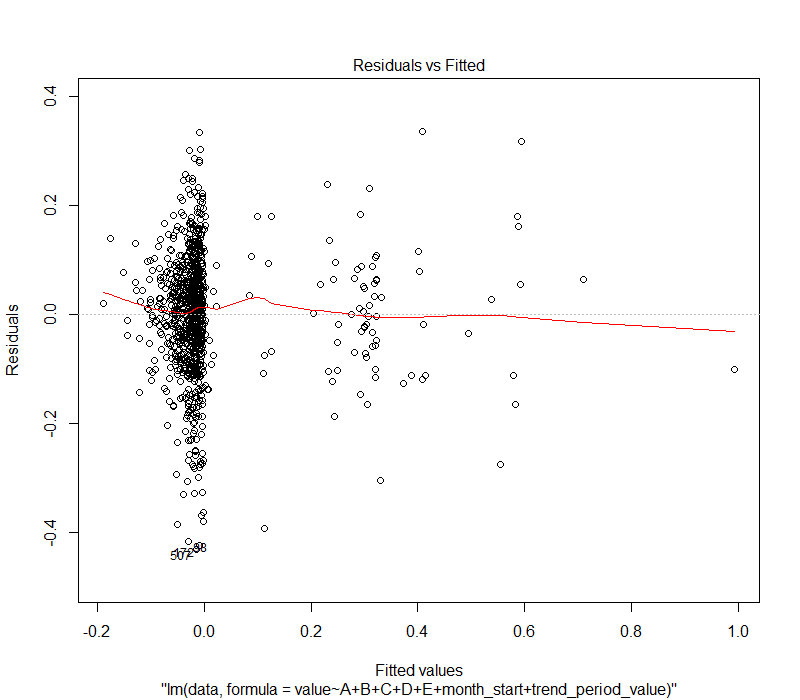 Residuals vs Fitted
0.4
0.2
0.0
-0.2
-0.4
Residuals
507
-0.2 0.0 0.2 0.4 0.6 0.8 1.0
Fitted values
"lm(data, formula = value~A+B+C+D+E+month_start+trend_period_value)"